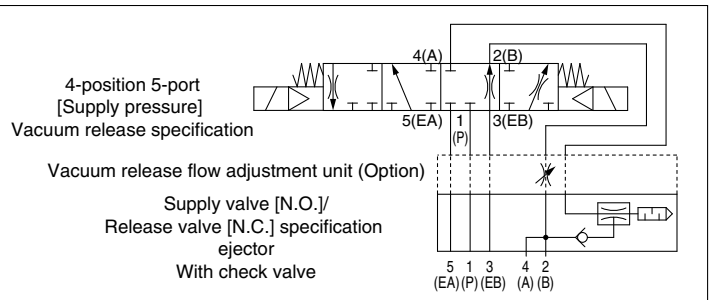 4(A) 2(B)
4-position 5-port
[Supply pressure]
Vacuum release specification
5(EA) 1 3(EB)
(P)
Vacuum release flow adjustment unit (Option)
Supply valve [N.O.]/
Release valve [N.C.] specification
ejector
With check valve
5 1 3 4 2
(EA) (P) (EB) (A) (B)